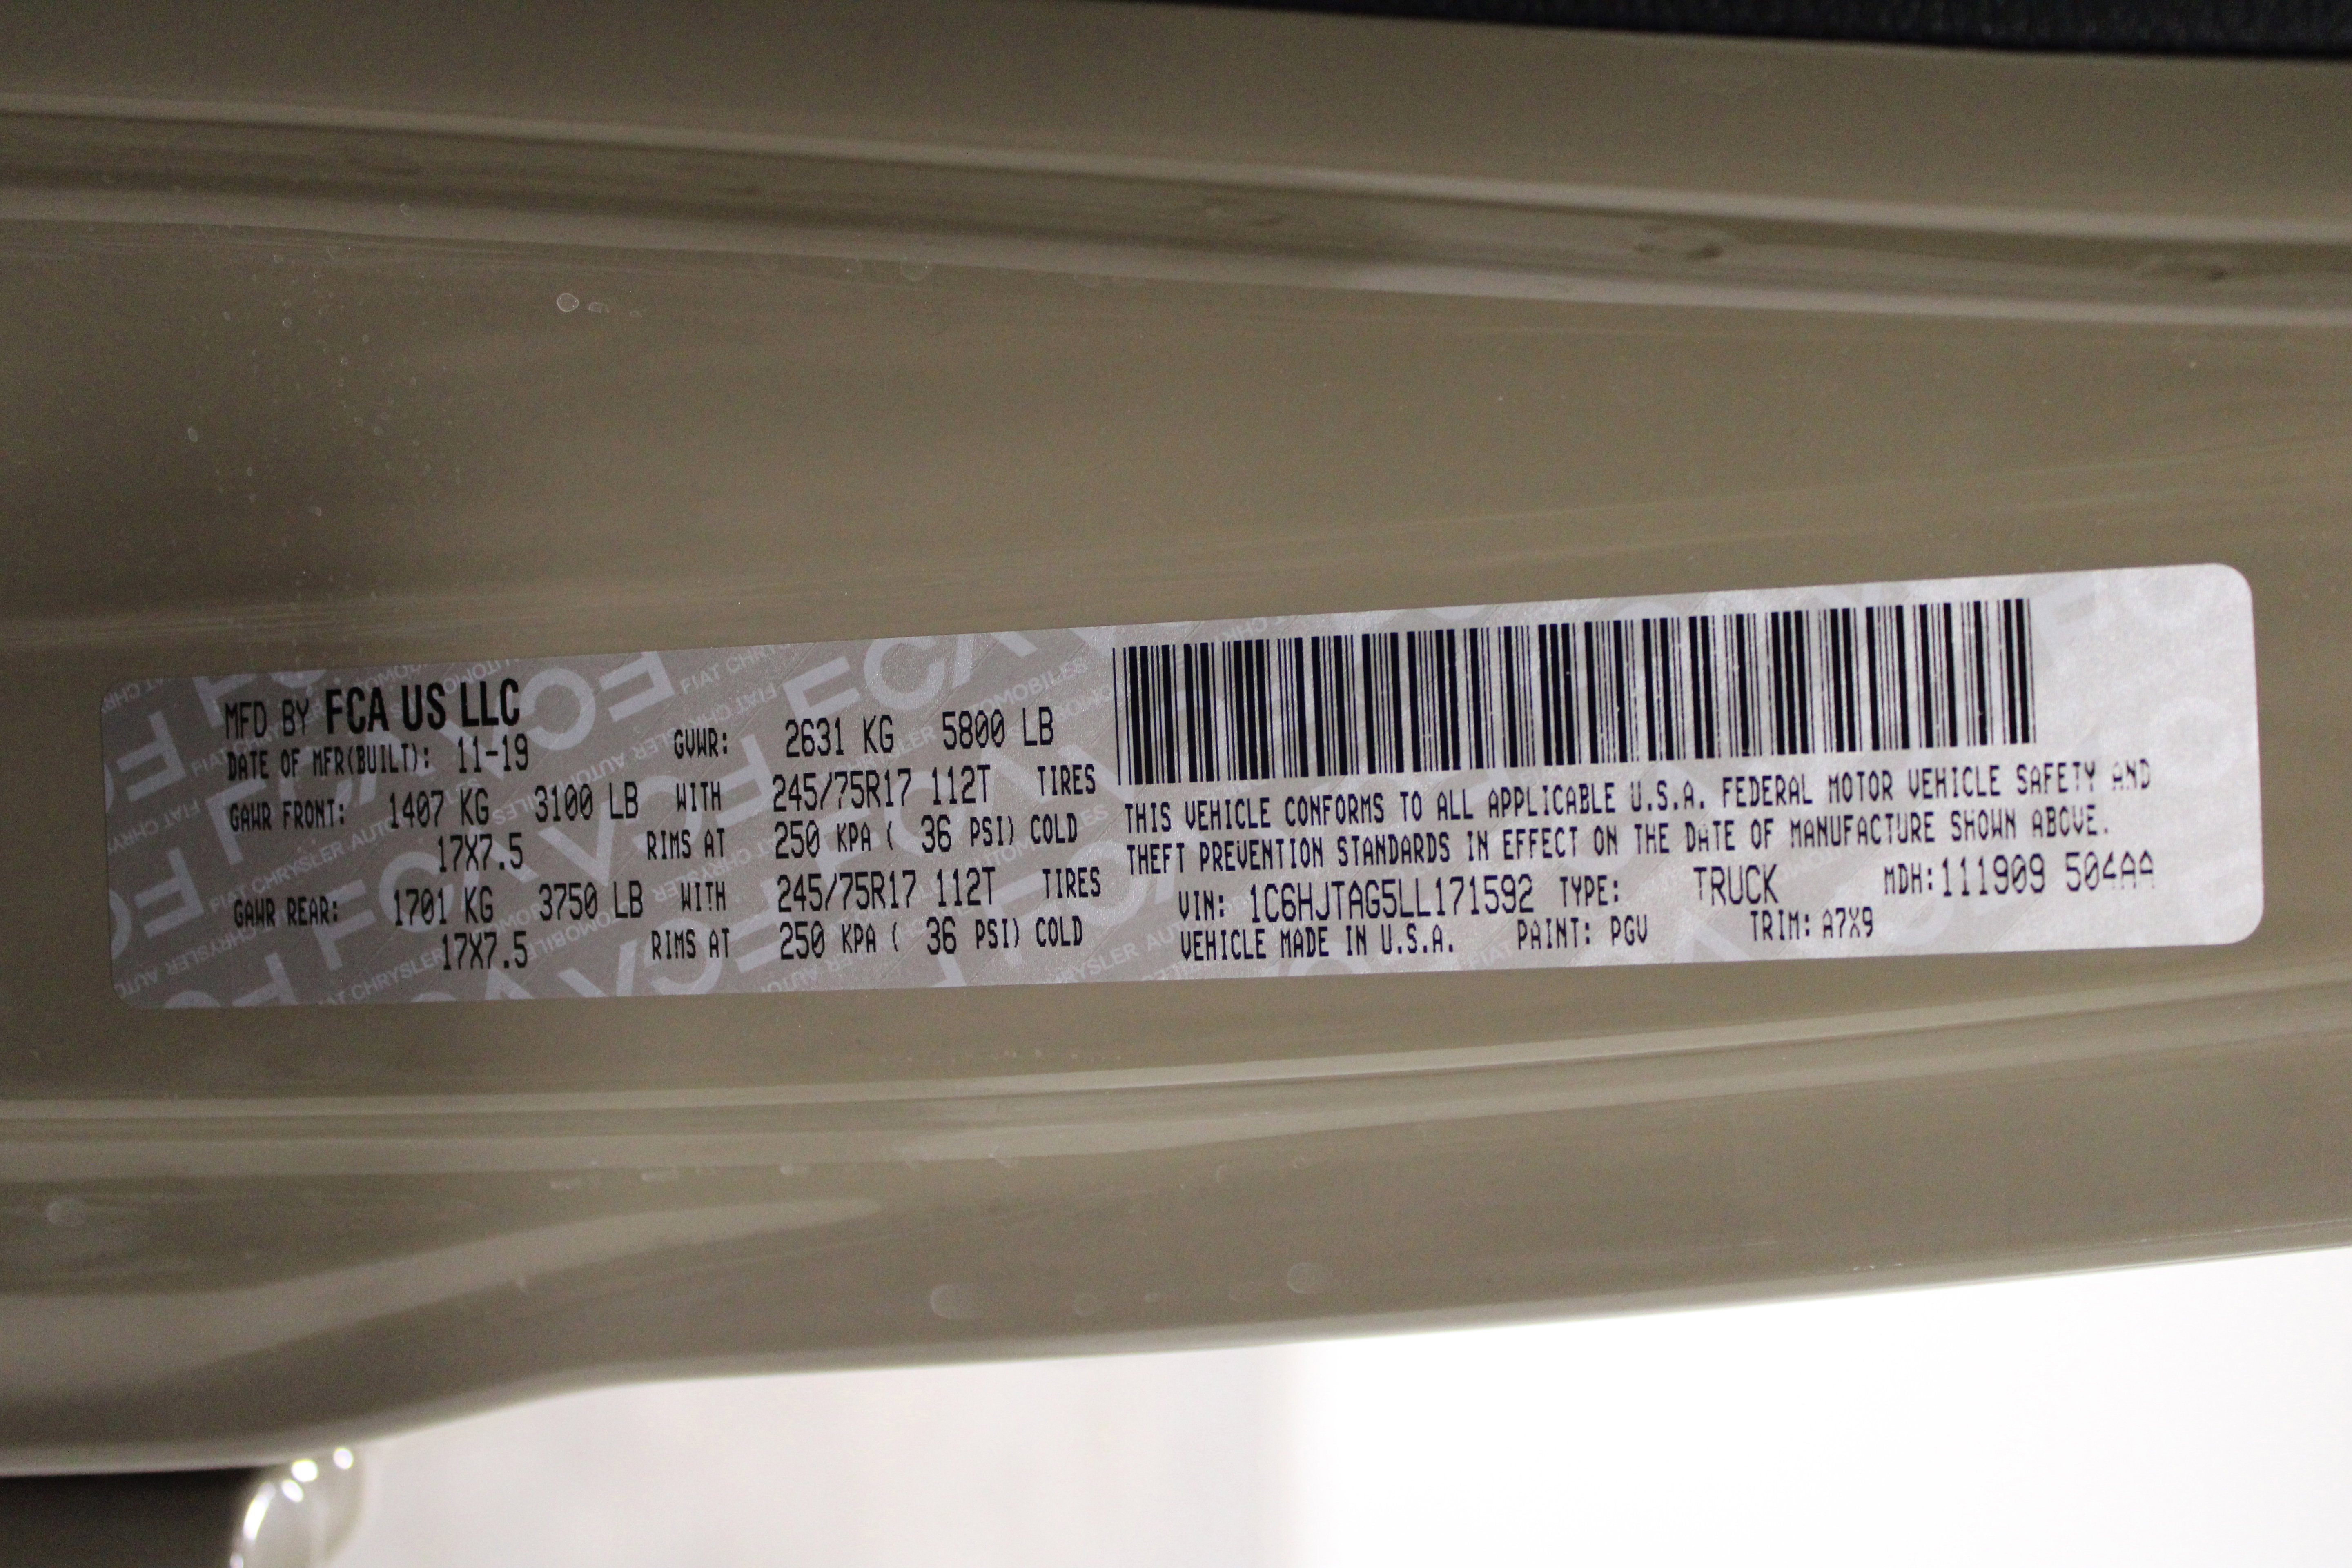 MFD BY FCA US LLC
DATE OF MFR(BUILT): 11-19 GVWR: 2631 KG 5800 LB
GAWR FRONT: 1407 KG 3100 LB WITH 245/75R17 112T TIRES
17X7.5 RIMS AT 250 KPA ( 36 PSI) COLD
GAWR REAR: 1701 KG 3750 LB WITH 245/75R17 112T TIRES
17X7.5 RIMS AT 250 KPA ( 36 PSI) COLD
THIS VEHICLE CONFORMS TO ALL APPLICABLE U.S.A. FEDERAL MOTOR VEHICLE SAFETY AND
THEFT PREVENTION STANDARDS IN EFFECT ON THE DATE OF MANUFACTURE SHOWN ABOVE.
VIN: 1C6HJTAG5LL171592 TYPE: TRUCK MDH:111909
VEHICLE MADE IN U.S.A. PAINT: PGV TRIM: A7X9